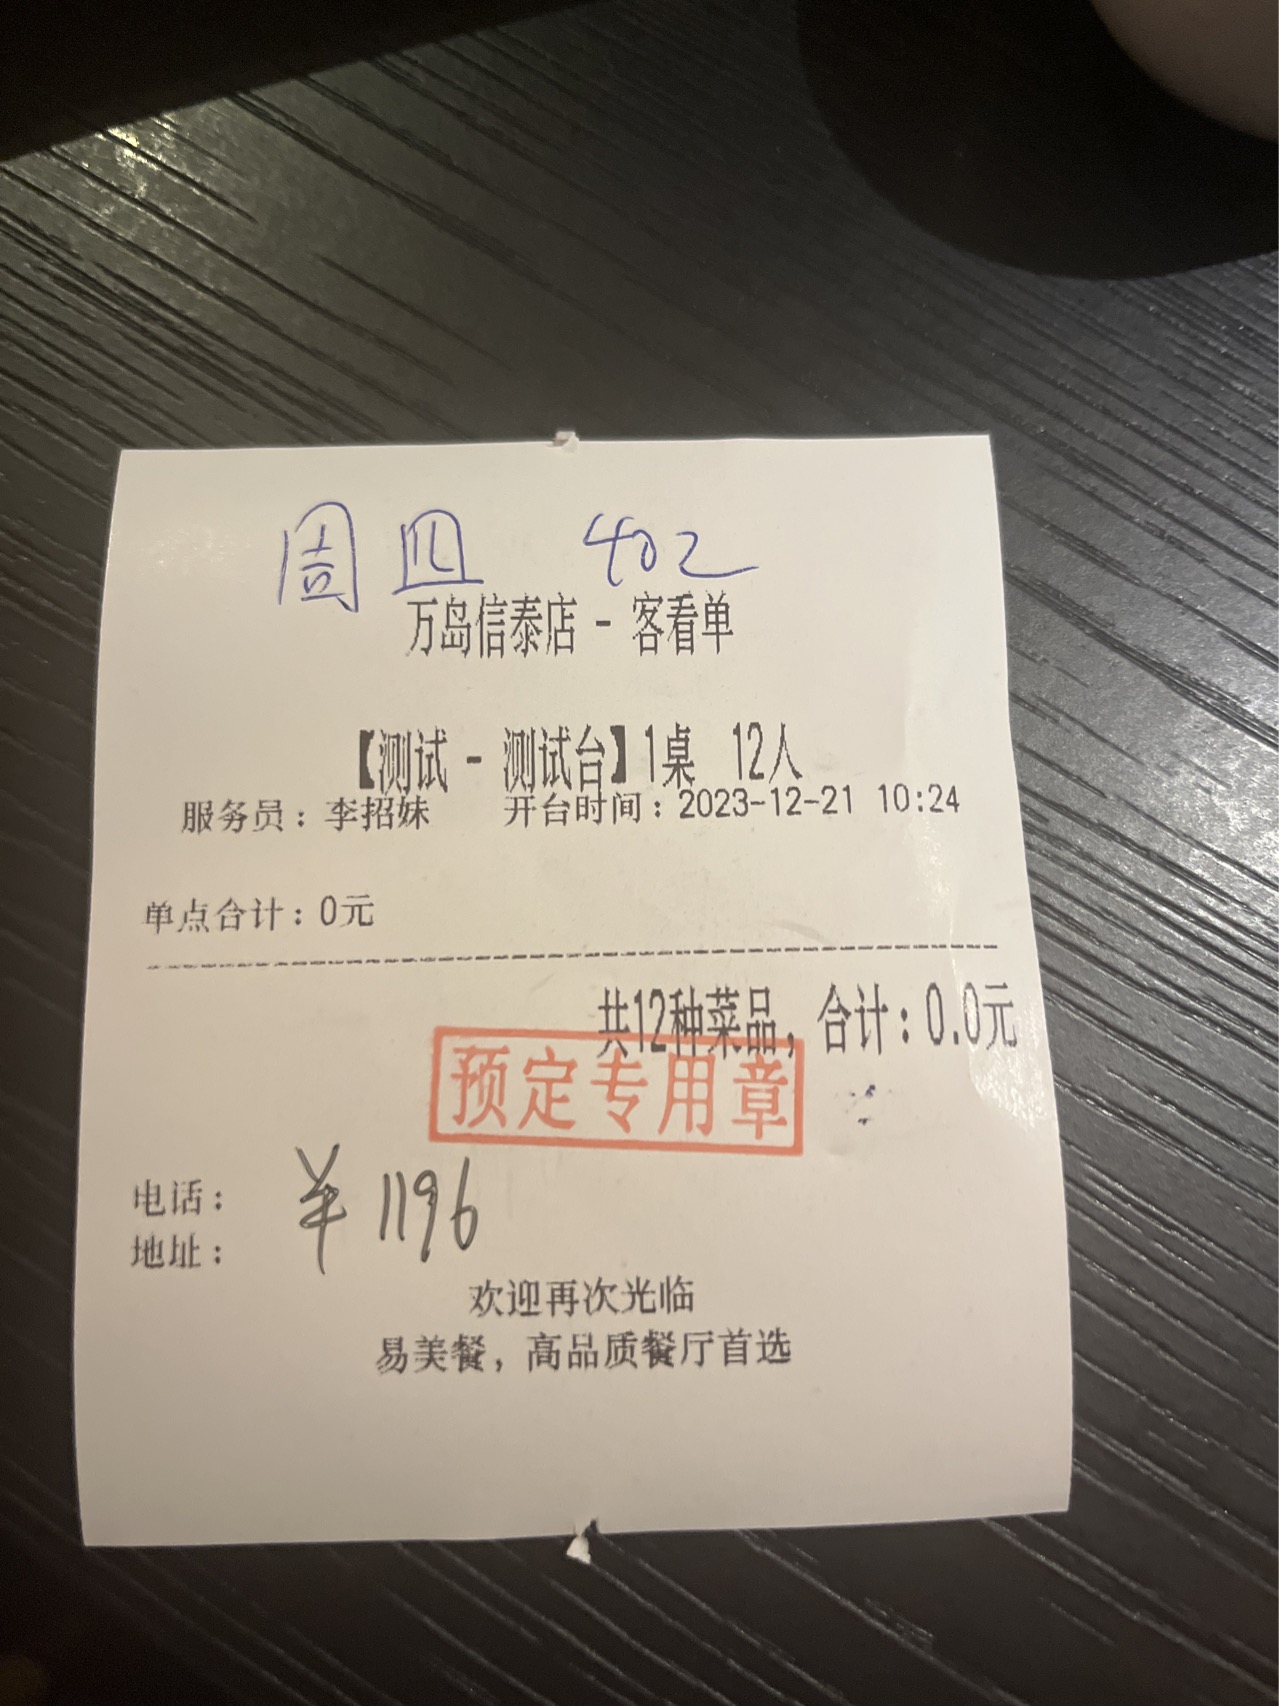 周四 402
万岛信泰店 - 客看单
【测试 - 测试台】1桌 12人
服务员：李招妹 开台时间：2023-12-21 10:24
单点合计：0元
共12种菜品，合计：0.0元
预定专用章
电话：
¥1196
地址：
欢迎再次光临
易美餐，高品质餐厅首选